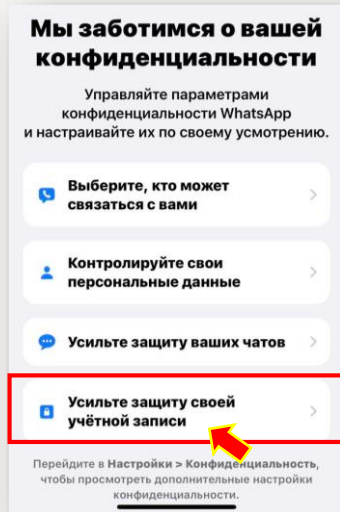 Мы заботимся о вашей
конфиденциальности
Управляйте параметрами
конфиденциальности WhatsApp
и настраивайте их по своему усмотрению.
Выберите, кто может
связаться с вами
Контролируйте свои
персональные данные
Усильте защиту ваших чатов
Усильте защиту своей
учётной записи
Перейдите в Настройки > Конфиденциальность,
чтобы просмотреть дополнительные настройки
конфиденциальности.